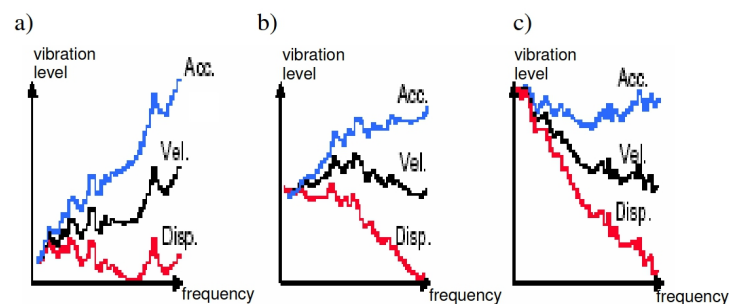 a)
vibration
level
Acc.
Vel.
Disp.
frequency
b)
vibration
level
Acc.
Vel.
Disp.
frequency
c)
vibration
level
Acc.
Vel.
Disp.
frequency